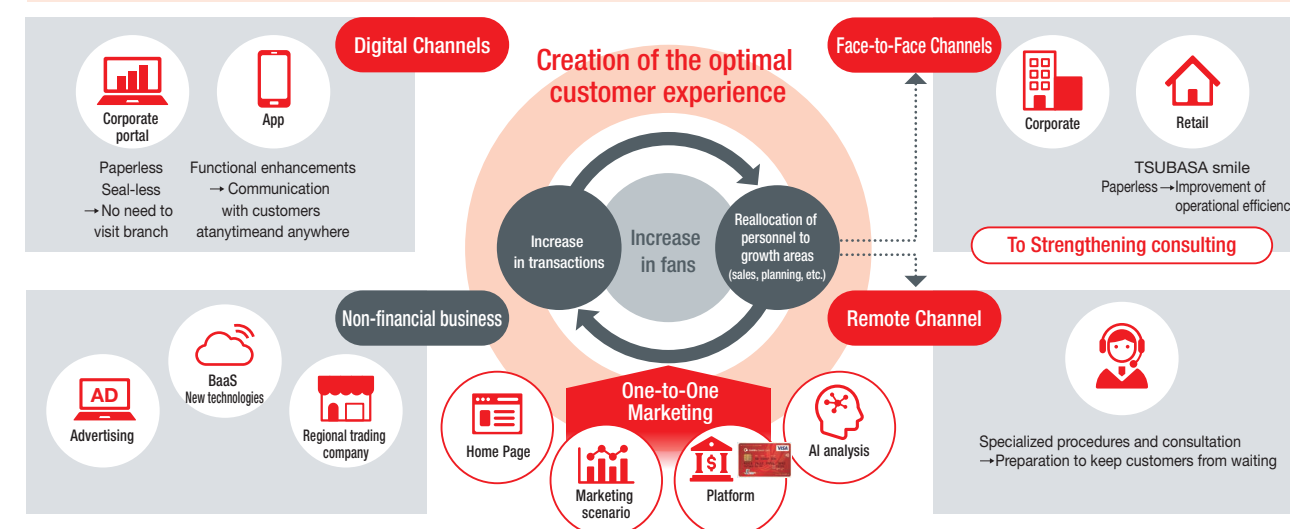 Digital Channels
Corporate
portal
App
Paperless
Seal-less
→No need to
visit branch
Functional enhancements
→ Communication
with customers
atanytimeand anywhere
Creation of the optimal
customer experience
Increase
in transactions
Increase
in fans
Reallocation of
personnel to
growth areas
(sales, planning, etc.)
Face-to-Face Channels
Corporate
Retail
TSUBASA smile
Paperless→Improvement of
operational efficienc
To Strengthening consulting
Non-financial business
AD
Advertising
BaaS
New technologies
Regional trading
company
One-to-One
Marketing
Home Page
Marketing
scenario
$
Platform
VISA
AI analysis
Remote Channel
Specialized procedures and consultation
→Preparation to keep customers from waiting